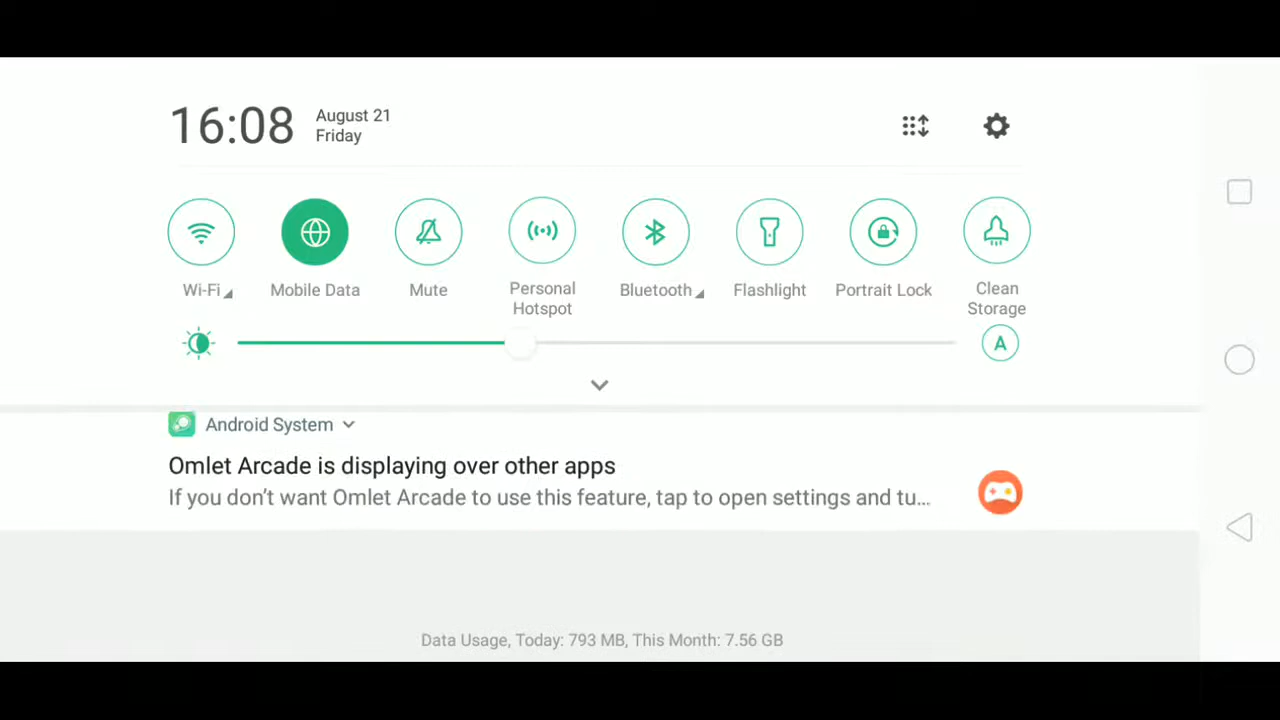 16:08
August 21
Friday
Wi-Fi
Mobile Data
Mute
Personal
Hotspot
Bluetooth
Flashlight
Portrait Lock
Clean
Storage
A
Android System
Omlet Arcade is displaying over other apps
If you don’t want Omlet Arcade to use this feature, tap to open settings and tu…
Data Usage, Today: 793 MB, This Month: 7.56 GB